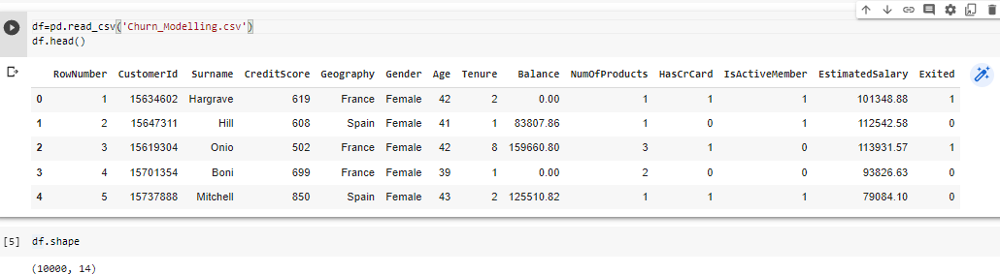 df=pd.read_csv('Churn_Modelling.csv')
df.head()
RowNumber CustomerId Surname CreditScore Geography Gender Age Tenure Balance NumOfProducts HasCrCard IsActiveMember EstimatedSalary Exited
0 1 15634602 Hargrave 619 France Female 42 2 0.00 1 1 1 101348.88 1
1 2 15647311 Hill 608 Spain Female 41 1 83807.86 1 0 1 112542.58 0
2 3 15619304 Onio 502 France Female 42 8 159660.80 3 1 0 113931.57 1
3 4 15701354 Boni 699 France Female 39 1 0.00 2 0 0 93826.63 0
4 5 15737888 Mitchell 850 Spain Female 43 2 125510.82 1 1 1 79084.10 0
[5] df.shape
(10000, 14)